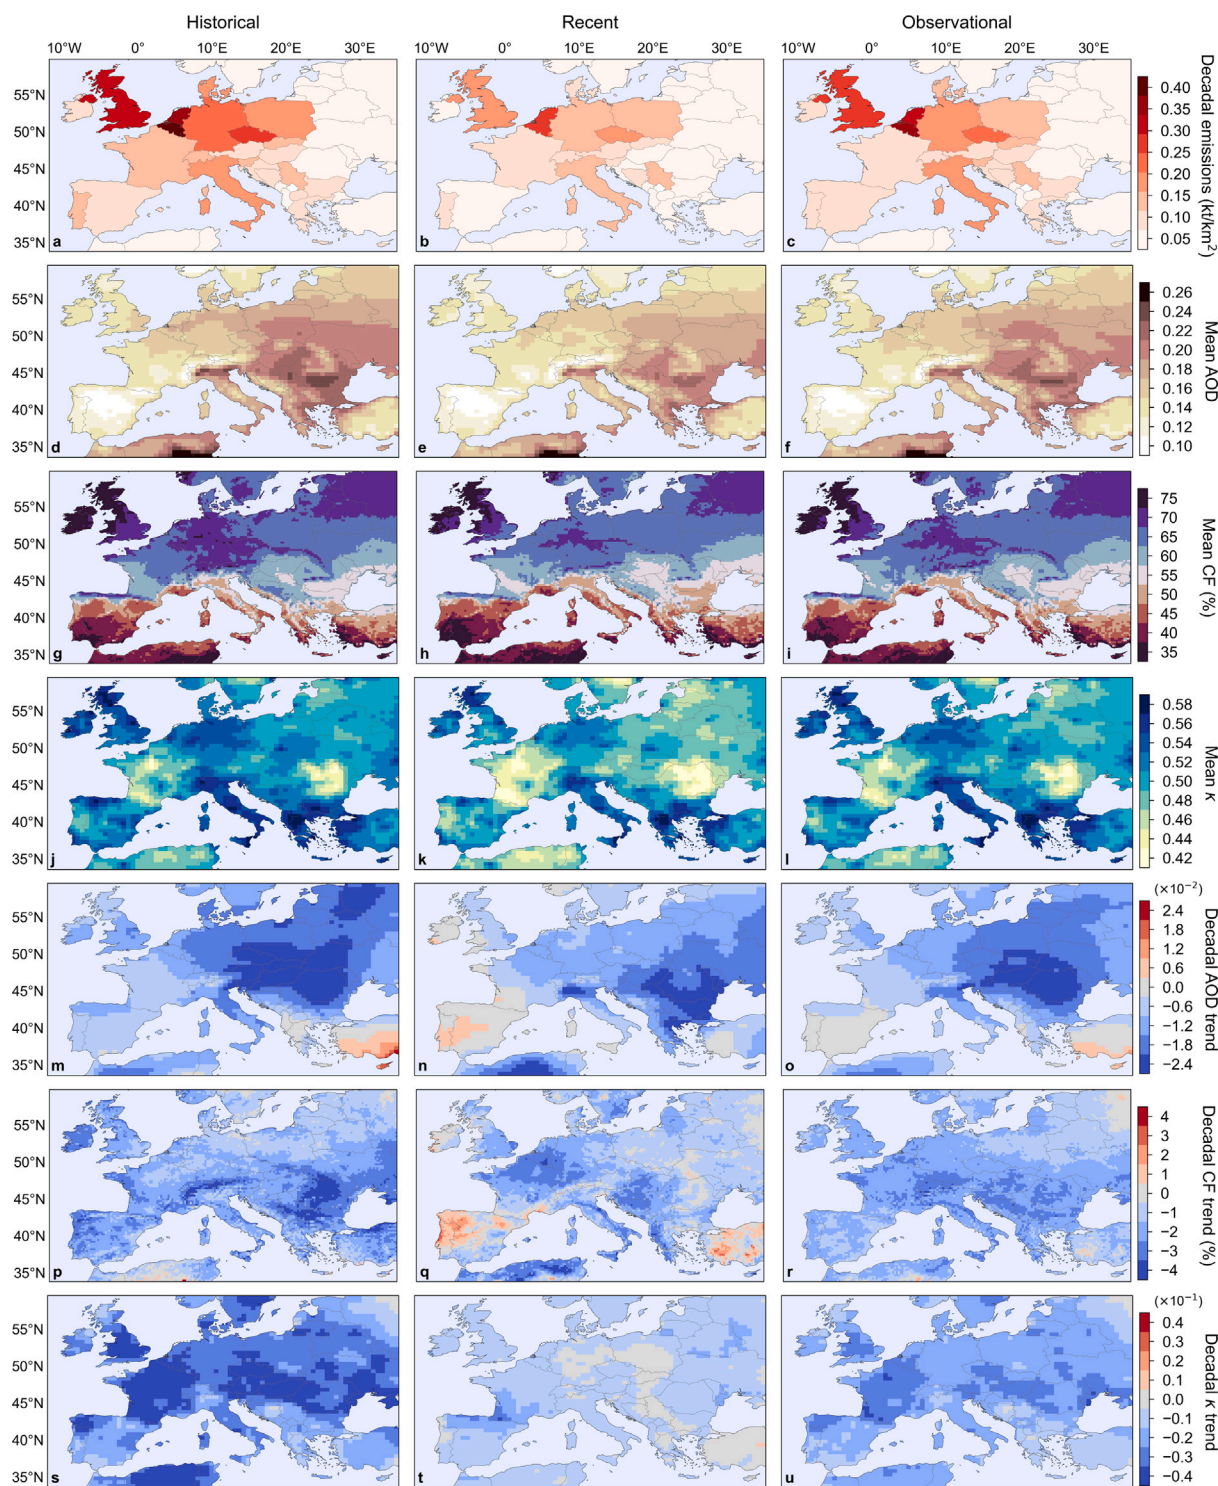 Historical Recent Observational
10°W 0° 10°E 20°E 30°E 10°W 0° 10°E 20°E 30°E 10°W 0° 10°E 20°E 30°E
55°N
50°N
45°N
40°N
35°N
a b c
0.40
0.35
0.30
0.25
0.20
0.15
0.10
0.05
Decadal emissions (kt/km²)
55°N
50°N
45°N
40°N
35°N
d e f
0.26
0.24
0.22
0.20
0.18
0.16
0.14
0.12
0.10
Mean AOD
55°N
50°N
45°N
40°N
35°N
g h i
75
70
65
60
55
50
45
40
35
Mean CF (%)
55°N
50°N
45°N
40°N
35°N
j k l
0.58
0.56
0.54
0.52
0.50
0.48
0.46
0.44
0.42
Mean κ
55°N
50°N
45°N
40°N
35°N
m n o
(×10⁻²)
2.4
1.8
1.2
0.6
0.0
−0.6
−1.2
−1.8
−2.4
Decadal AOD trend
55°N
50°N
45°N
40°N
35°N
p q r
4
3
2
1
0
−1
−2
−3
−4
Decadal CF trend (%)
55°N
50°N
45°N
40°N
35°N
s t u
(×10⁻¹)
0.4
0.3
0.2
0.1
0.0
−0.1
−0.2
−0.3
−0.4
Decadal κ trend